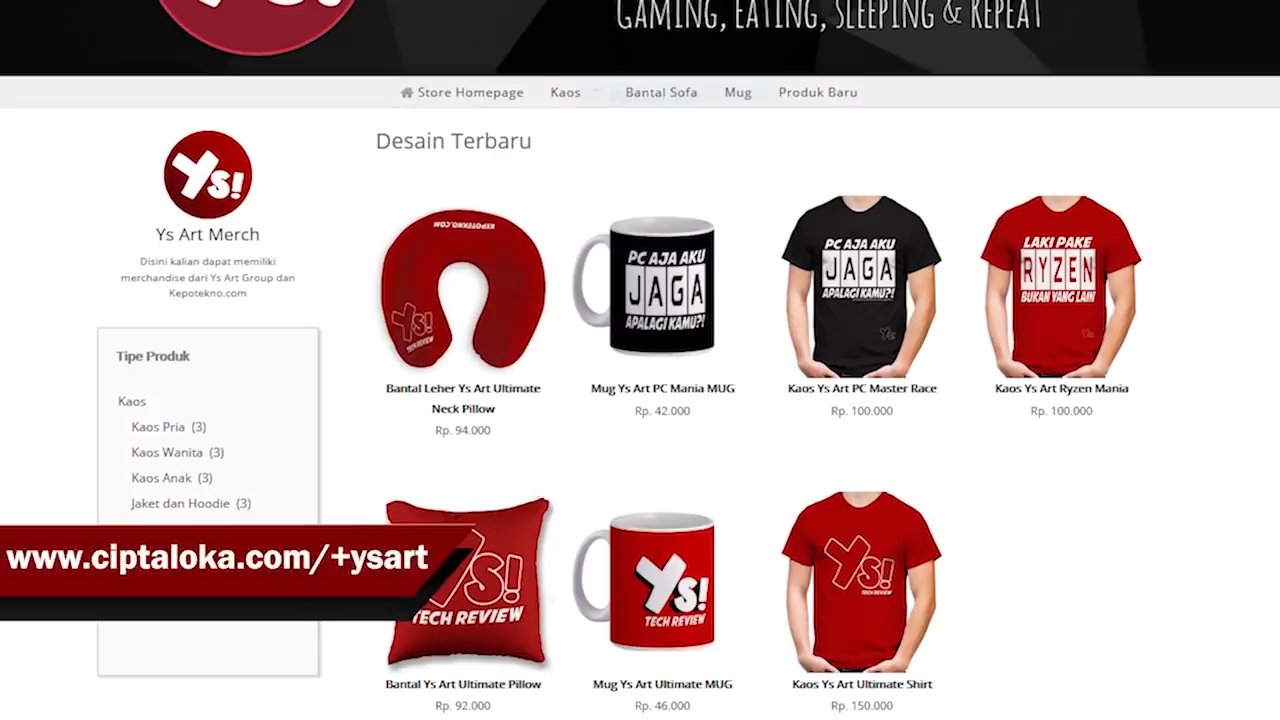 YS!
GAMING, EATING, SLEEPING & REPEAT
Store Homepage Kaos Bantal Sofa Mug Produk Baru
Ys!
Ys Art Merch
Disini kalian dapat memiliki
merchandise dari Ys Art Group dan
Kepotekno.com
Tipe Produk
Kaos
Kaos Pria (3)
Kaos Wanita (3)
Kaos Anak (3)
Jaket dan Hoodie (3)
www.ciptaloka.com/+ysart
Desain Terbaru
KEPOTEKNO.COM
Ys!
TECH REVIEW
Bantal Leher Ys Art Ultimate
Neck Pillow
Rp. 94.000
PC AJA AKU
JAGA
APALAGI KAMU?!
Mug Ys Art PC Mania MUG
Rp. 42.000
PC AJA AKU
JAGA
APALAGI KAMU?!
Ys!
Kaos Ys Art PC Master Race
Rp. 100.000
LAKI PAKE
RYZEN
BUKAN YANG LAIN
Ys!
Kaos Ys Art Ryzen Mania
Rp. 100.000
Ys!
TECH REVIEW
Bantal Ys Art Ultimate Pillow
Rp. 92.000
Ys!
TECH REVIEW
Mug Ys Art Ultimate MUG
Rp. 46.000
Ys!
TECH REVIEW
Kaos Ys Art Ultimate Shirt
Rp. 150.000